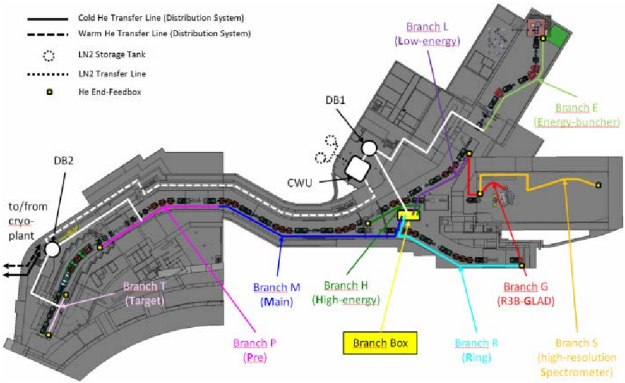 Cold He Transfer Line (Distribution System)
Warm He Transfer Line (Distribution System)
LN2 Storage Tank
LN2 Transfer Line
He End-Feedbox
Branch L
(Low-energy)
DB1
Branch E
(Energy-buncher)
DB2
CWU
to/from
cryo-
plant
Branch T
(Target)
Branch M
(Main)
Branch H
(High-energy)
Branch G
(R3B-GLAD)
Branch P
(Pre)
Branch Box
Branch R
(Ring)
Branch S
(high-resolution
Spectrometer)